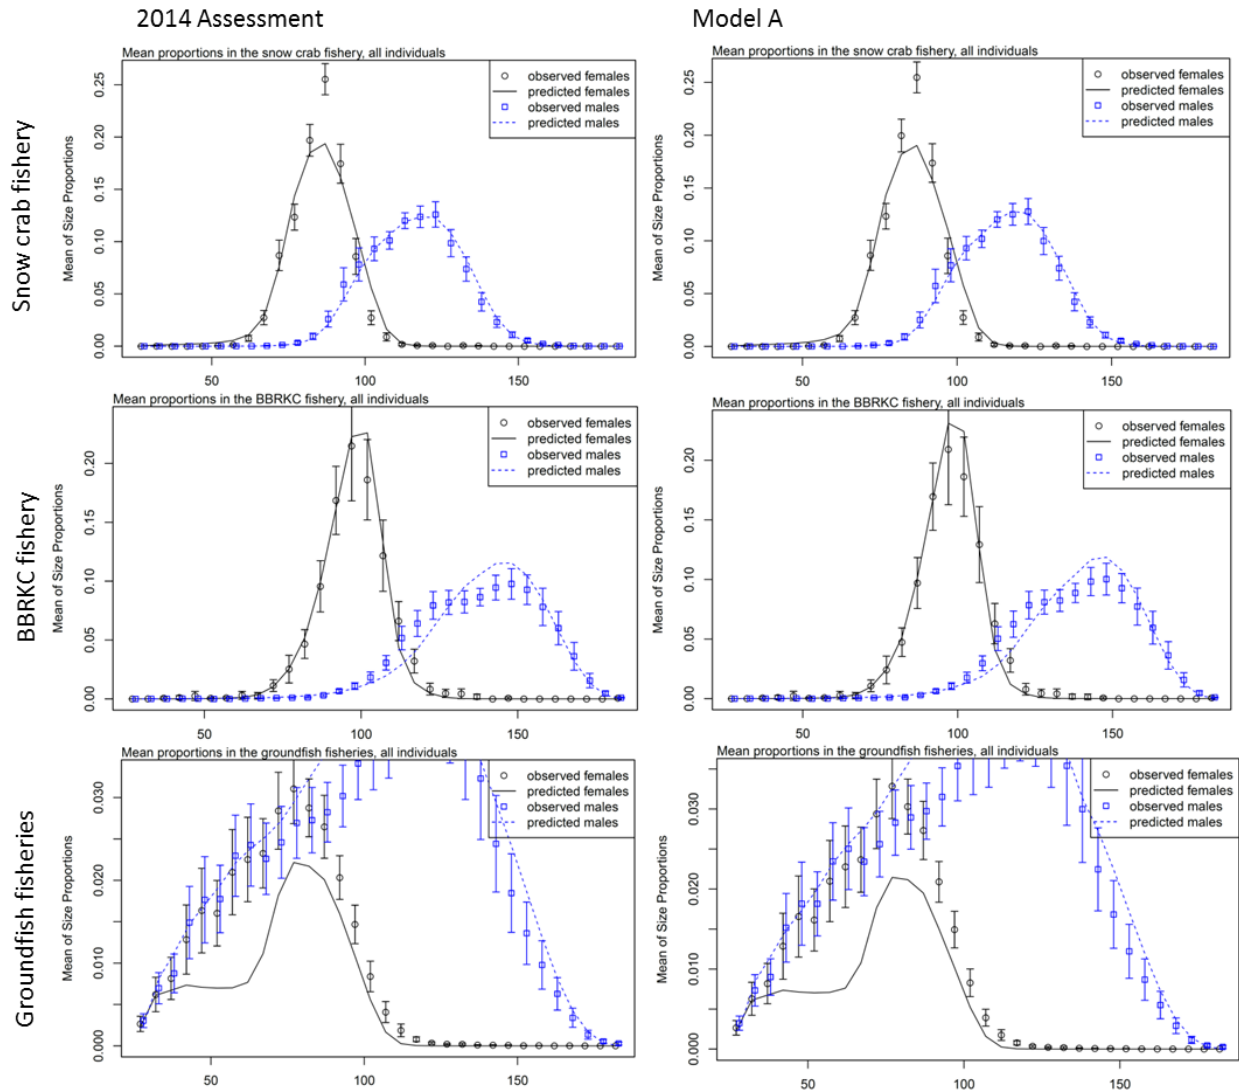 2014 Assessment
Model A
Snow crab fishery
Mean proportions in the snow crab fishery, all individuals
Mean of Size Proportions
0.00
0.05
0.10
0.15
0.20
0.25
50
100
150
observed females
predicted females
observed males
predicted males
Mean proportions in the snow crab fishery, all individuals
Mean of Size Proportions
0.00
0.05
0.10
0.15
0.20
0.25
50
100
150
observed females
predicted females
observed males
predicted males
BBRKC fishery
Mean proportions in the BBRKC fishery, all individuals
Mean of Size Proportions
0.00
0.05
0.10
0.15
0.20
50
100
150
observed females
predicted females
observed males
predicted males
Mean proportions in the BBRKC fishery, all individuals
Mean of Size Proportions
0.00
0.05
0.10
0.15
0.20
50
100
150
observed females
predicted females
observed males
predicted males
Groundfish fisheries
Mean proportions in the groundfish fisheries, all individuals
Mean of Size Proportions
0.000
0.010
0.020
0.030
50
100
150
observed females
predicted females
observed males
predicted males
Mean proportions in the groundfish fisheries, all individuals
Mean of Size Proportions
0.000
0.010
0.020
0.030
50
100
150
observed females
predicted females
observed males
predicted males